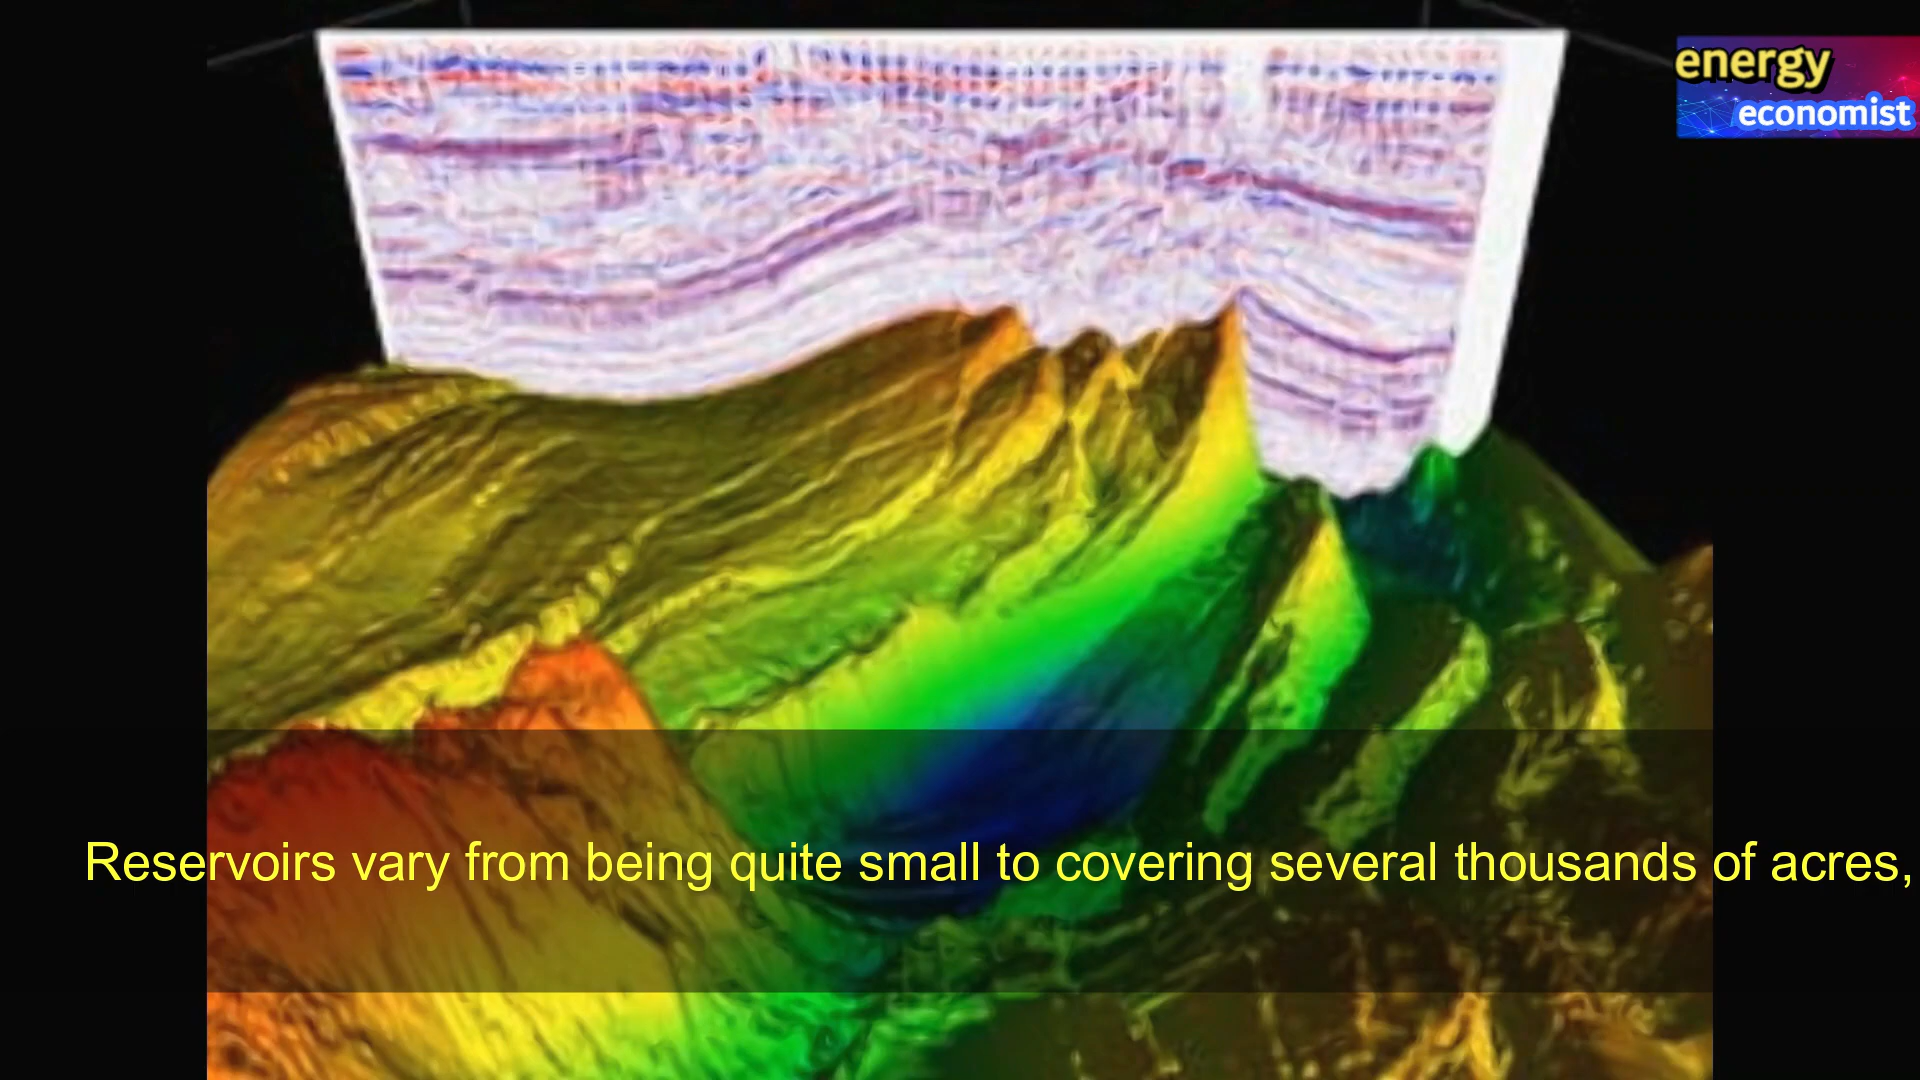 energy
economist
Reservoirs vary from being quite small to covering several thousands of acres,